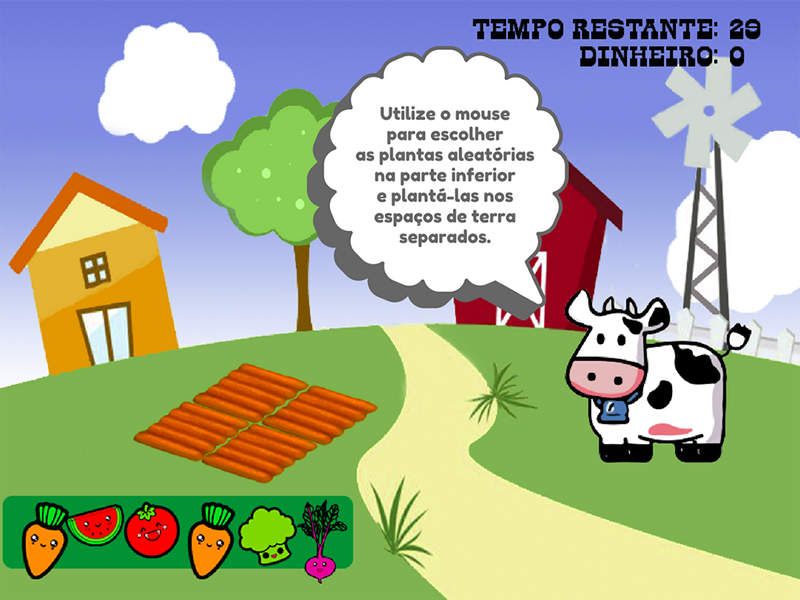 TEMPO RESTANTE: 29
DINHEIRO: 0
Utilize o mouse
para escolher
as plantas aleatórias
na parte inferior
e plantá-las nos
espaços de terra
separados.